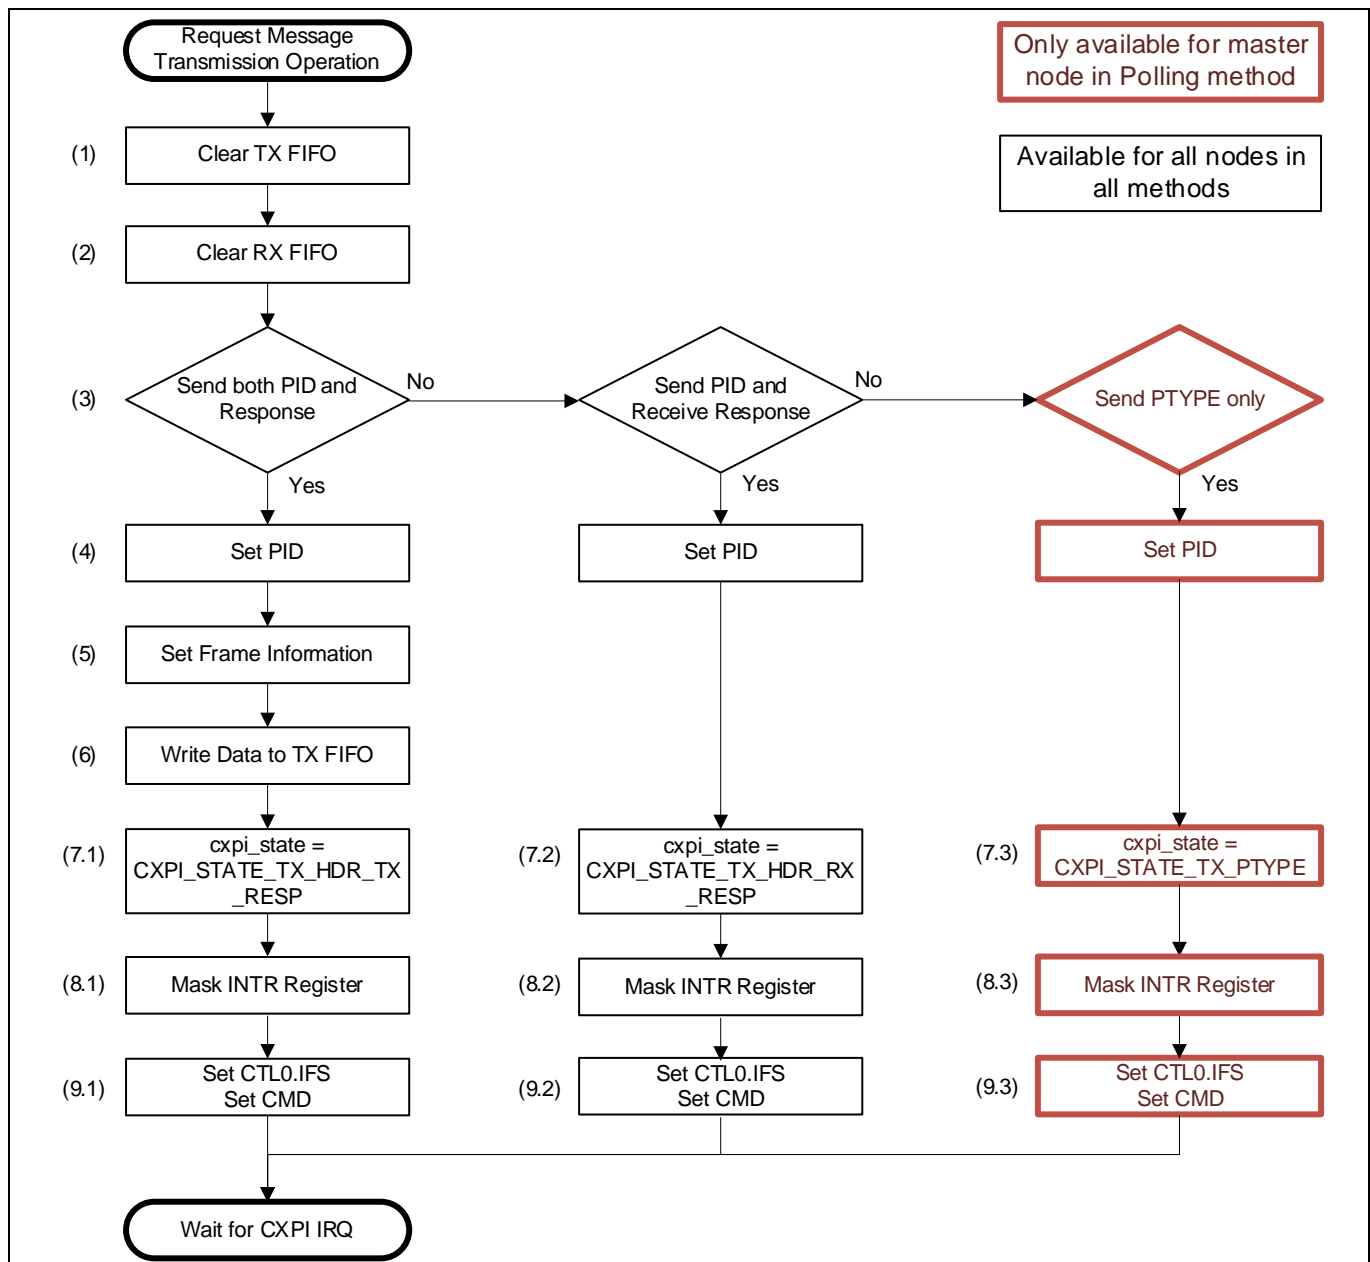 Request Message
Transmission Operation
Only available for master
node in Polling method
Available for all nodes in
all methods
(1)
Clear TX FIFO
(2)
Clear RX FIFO
(3)
Send both PID and
Response
No
Send PID and
Receive Response
No
Send PTYPE only
Yes
Yes
Yes
(4)
Set PID
Set PID
Set PID
(5)
Set Frame Information
(6)
Write Data to TX FIFO
(7.1)
cxpi_state =
CXPI_STATE_TX_HDR_TX
_RESP
(7.2)
cxpi_state =
CXPI_STATE_TX_HDR_RX
_RESP
(7.3)
cxpi_state =
CXPI_STATE_TX_PTYPE
(8.1)
Mask INTR Register
(8.2)
Mask INTR Register
(8.3)
Mask INTR Register
(9.1)
Set CTL0.IFS
Set CMD
(9.2)
Set CTL0.IFS
Set CMD
(9.3)
Set CTL0.IFS
Set CMD
Wait for CXPI IRQ